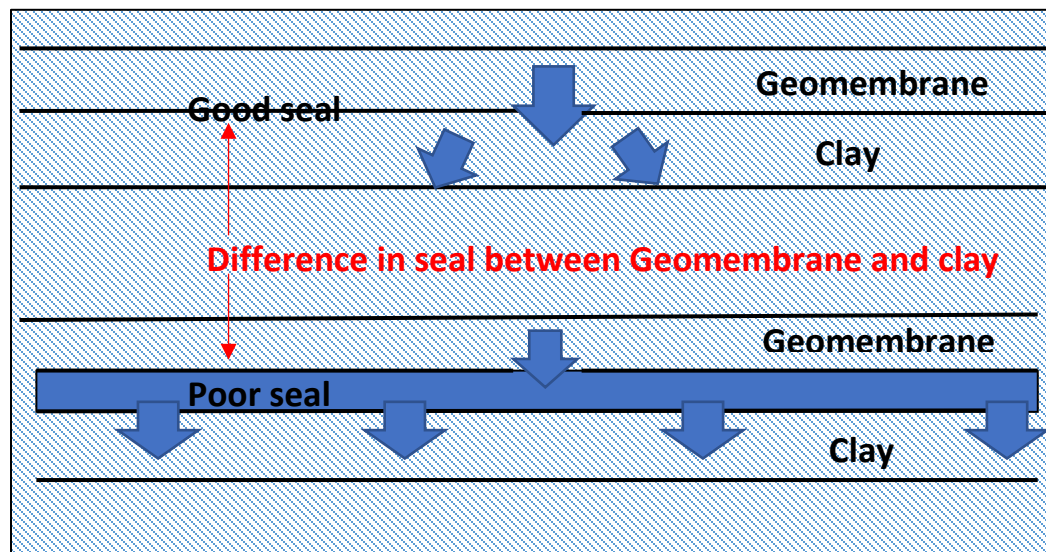 Geomembrane
Good seal
Clay
Difference in seal between Geomembrane and clay
Geomembrane
Poor seal
Clay